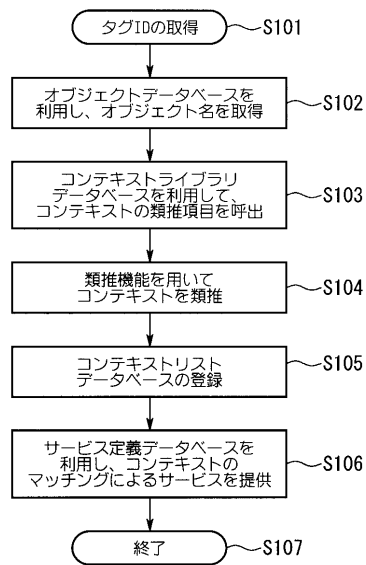 タグIDの取得
S101
オブジェクトデータベースを
利用し、オブジェクト名を取得
S102
コンテキストライブラリ
データベースを利用して、
コンテキストの類推項目を呼出
S103
類推機能を用いて
コンテキストを類推
S104
コンテキストリスト
データベースの登録
S105
サービス定義データベースを
利用し、コンテキストの
マッチングによるサービスを提供
S106
終了
S107